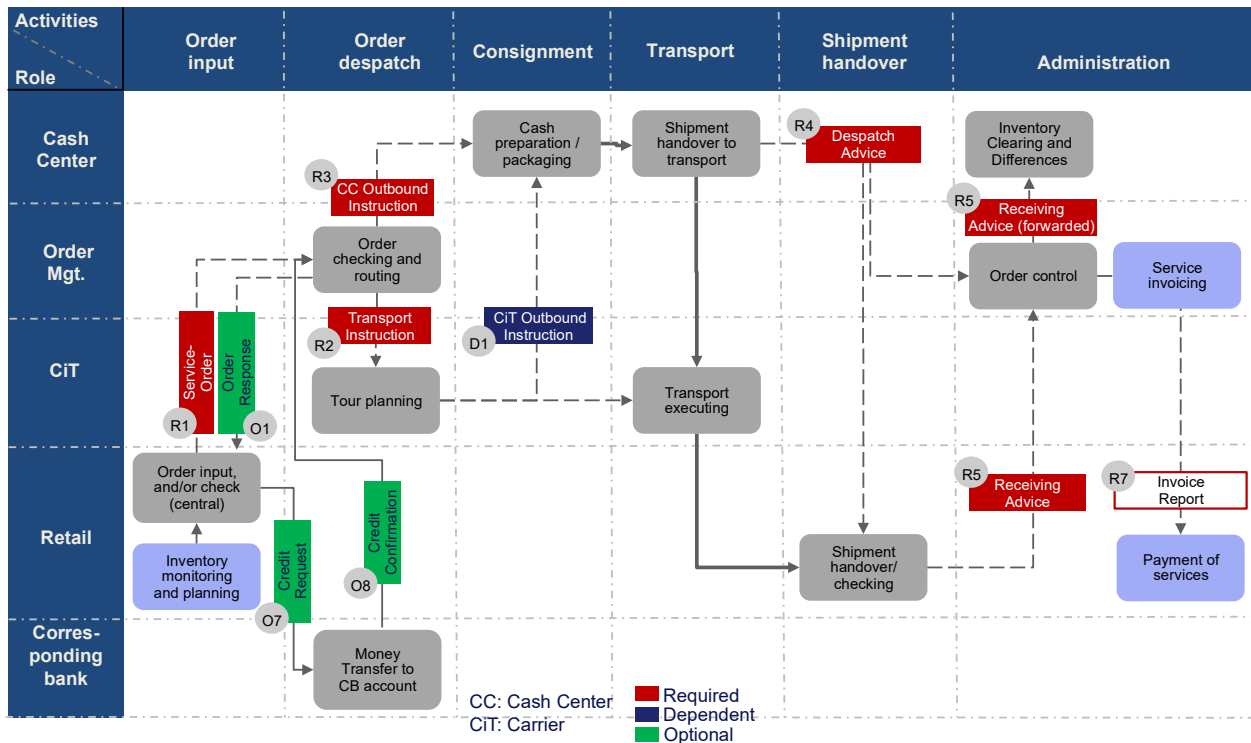 Activities
Role
Order
input
Order
despatch
Consignment
Transport
Shipment
handover
Administration
Cash
Center
Order
Mgt.
CiT
Retail
Corres-
ponding
bank
Cash
preparation /
packaging
Shipment
handover to
transport
R4
Despatch
Advice
Inventory
Clearing and
Differences
R3
CC Outbound
Instruction
R5
Receiving
Advice (forwarded)
Order
checking and
routing
Order control
Service
invoicing
Service-
Order
R1
Order
Response
O1
Transport
Instruction
R2
CiT Outbound
Instruction
D1
Tour planning
Transport
executing
Order input,
and/or check
(central)
Inventory
monitoring
and planning
Credit
Request
O7
Credit
Confirmation
O8
R5
Receiving
Advice
R7
Invoice
Report
Shipment
handover/
checking
Payment of
services
Money
Transfer to
CB account
CC: Cash Center
CiT: Carrier
Required
Dependent
Optional